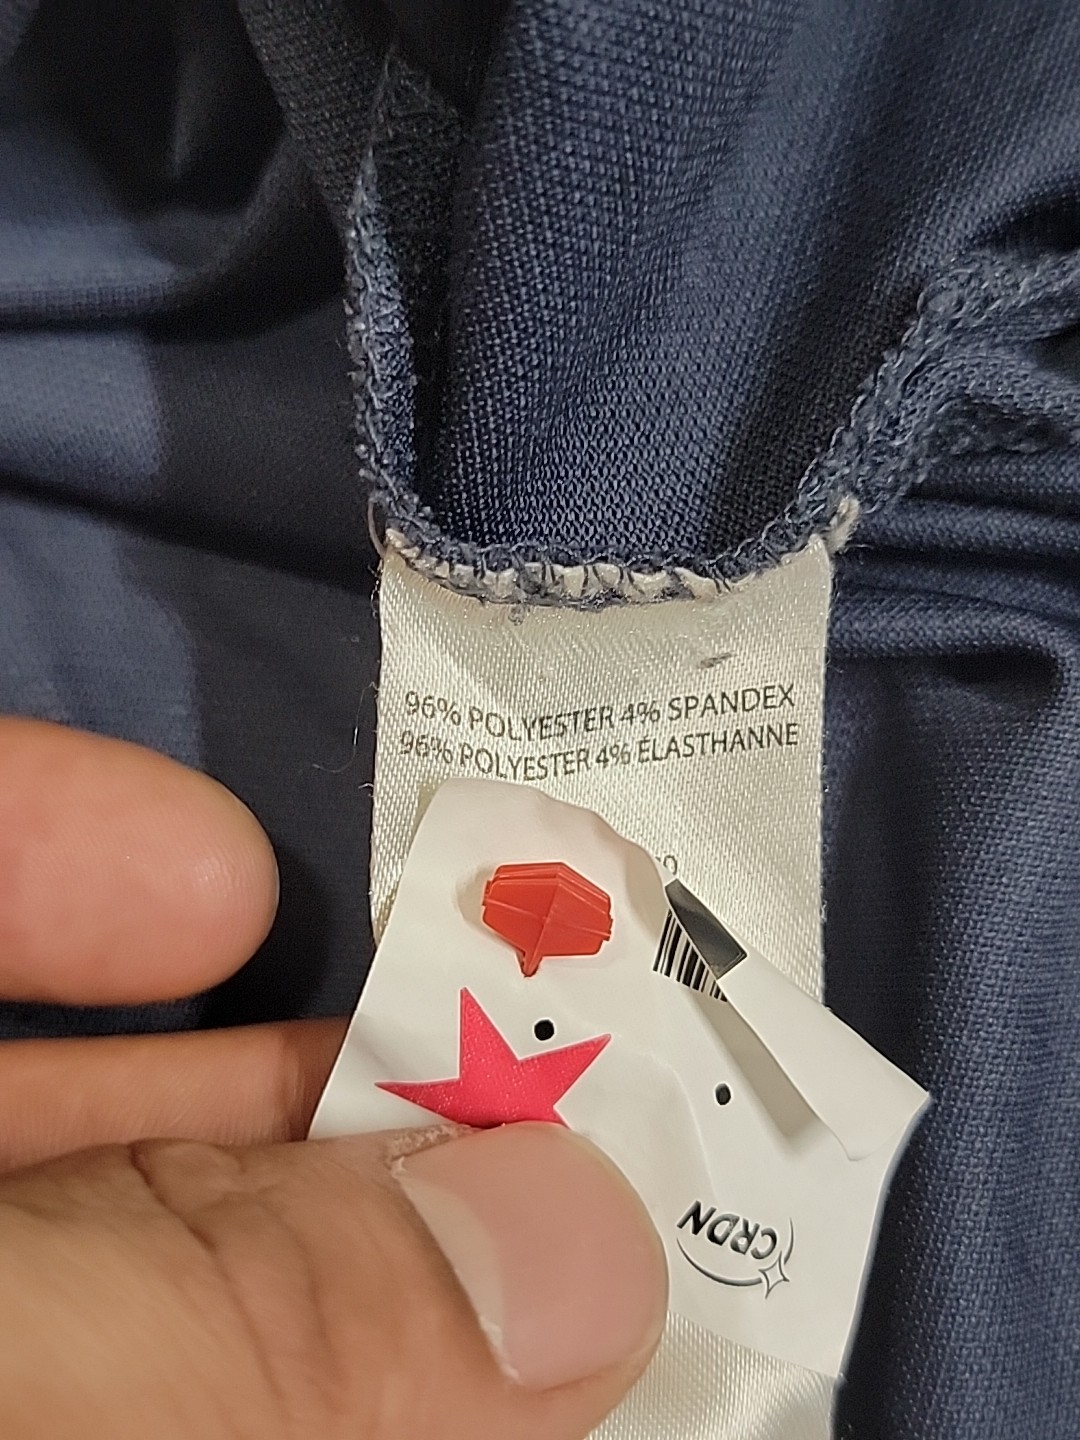 96% POLYESTER 4% SPANDEX
96% POLYESTER 4% ÉLASTHANNE
CRDN